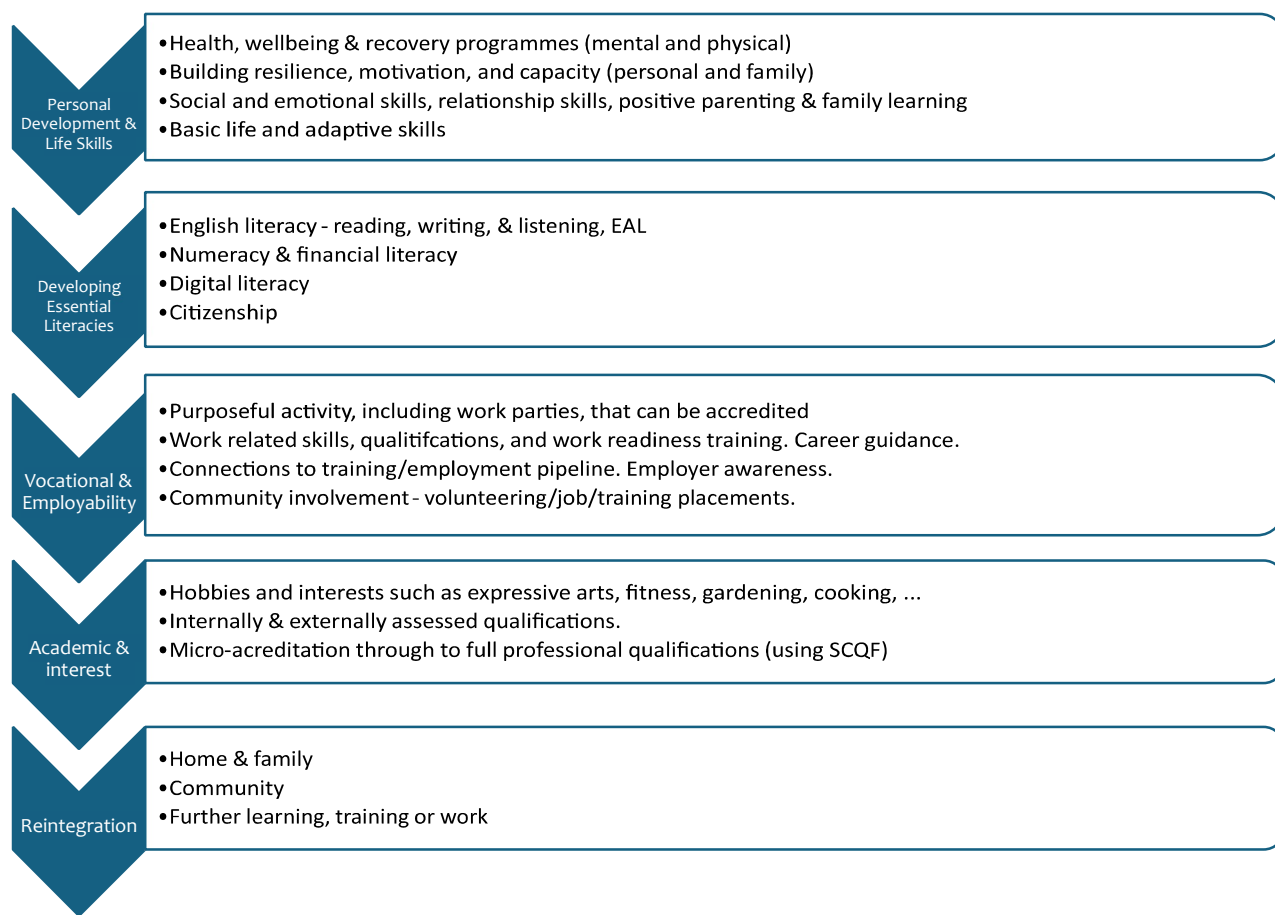 Personal
Development &
Life Skills
•Health, wellbeing & recovery programmes (mental and physical)
•Building resilience, motivation, and capacity (personal and family)
•Social and emotional skills, relationship skills, positive parenting & family learning
•Basic life and adaptive skills
Developing
Essential
Literacies
•English literacy - reading, writing, & listening, EAL
•Numeracy & financial literacy
•Digital literacy
•Citizenship
Vocational &
Employability
•Purposeful activity, including work parties, that can be accredited
•Work related skills, qualitifcations, and work readiness training. Career guidance.
•Connections to training/employment pipeline. Employer awareness.
•Community involvement - volunteering/job/training placements.
Academic &
interest
•Hobbies and interests such as expressive arts, fitness, gardening, cooking, ...
•Internally & externally assessed qualifications.
•Micro-acreditation through to full professional qualifications (using SCQF)
Reintegration
•Home & family
•Community
•Further learning, training or work